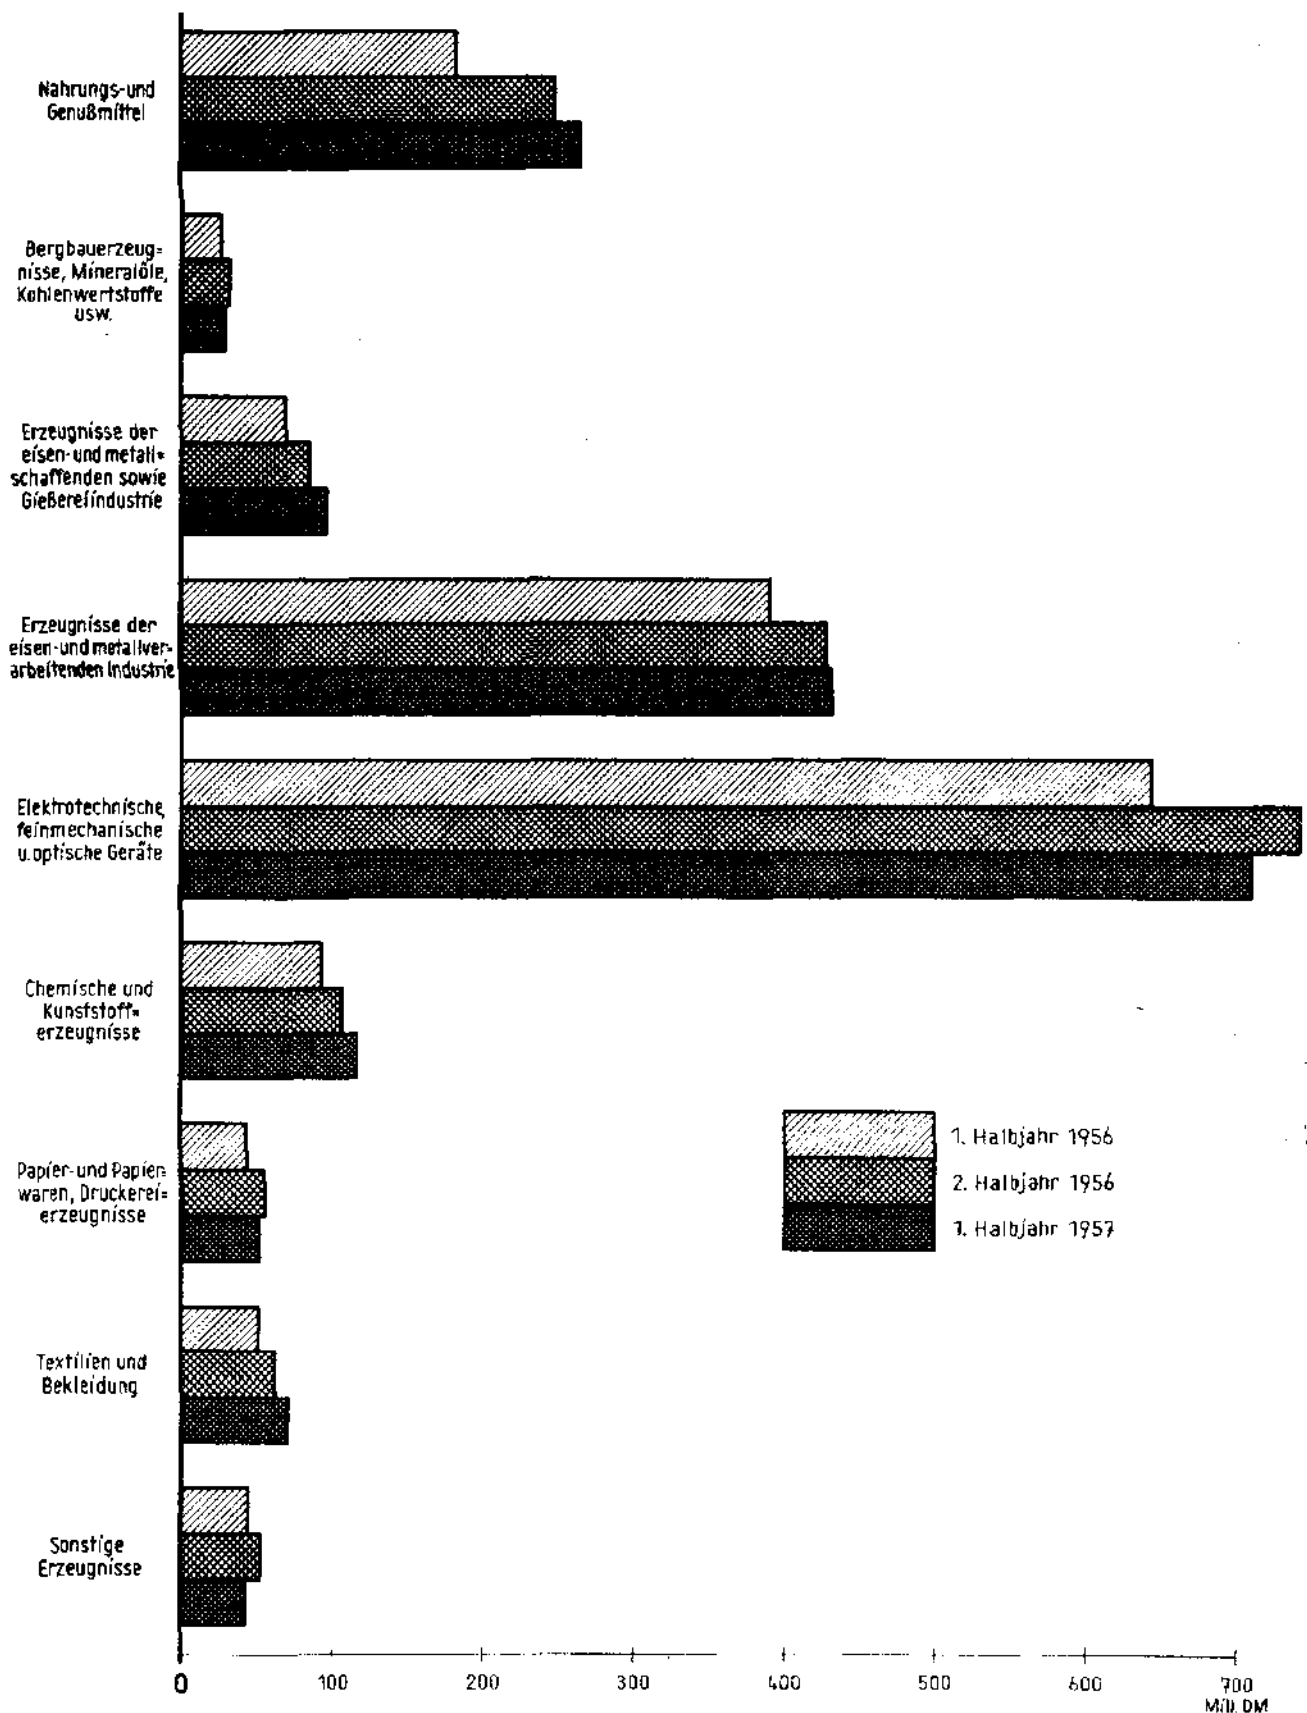 Nahrungs-und
Genußmittel
Bergbauerzeug=
nisse, Mineralöle,
Kohlenwertstoffe
usw.
Erzeugnisse der
eisen-und metall=
schaffenden sowie
Gießereiindustrie
Erzeugnisse der
eisen-und metallver=
arbeitenden Industrie
Elektrotechnische,
feinmechanische
u.optische Geräte
Chemische und
Kunststoff=
erzeugnisse
Papier-und Papier=
waren, Druckerei=
erzeugnisse
Textilien und
Bekleidung
Sonstige
Erzeugnisse
1. Halbjahr 1956
2. Halbjahr 1956
1. Halbjahr 1957
0 100 200 300 400 500 600 700
Mill. DM